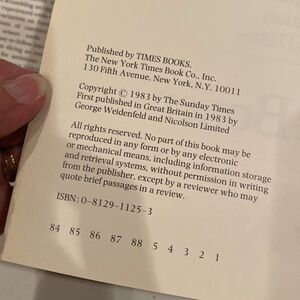 Published by TIMES BOOKS,
The New York Times Book Co., Inc.
130 Fifth Avenue, New York, N.Y. 10011
Copyright © 1983 by The Sunday Times
First published in Great Britain in 1983 by
George Weidenfeld and Nicolson Limited
All rights reserved. No part of this book may be
reproduced in any form or by any electronic
or mechanical means, including information storage
and retrieval systems, without permission in writing
from the publisher, except by a reviewer who may
quote brief passages in a review.
ISBN: 0-8129-1125-3
84 85 86 87 88 5 4 3 2 1